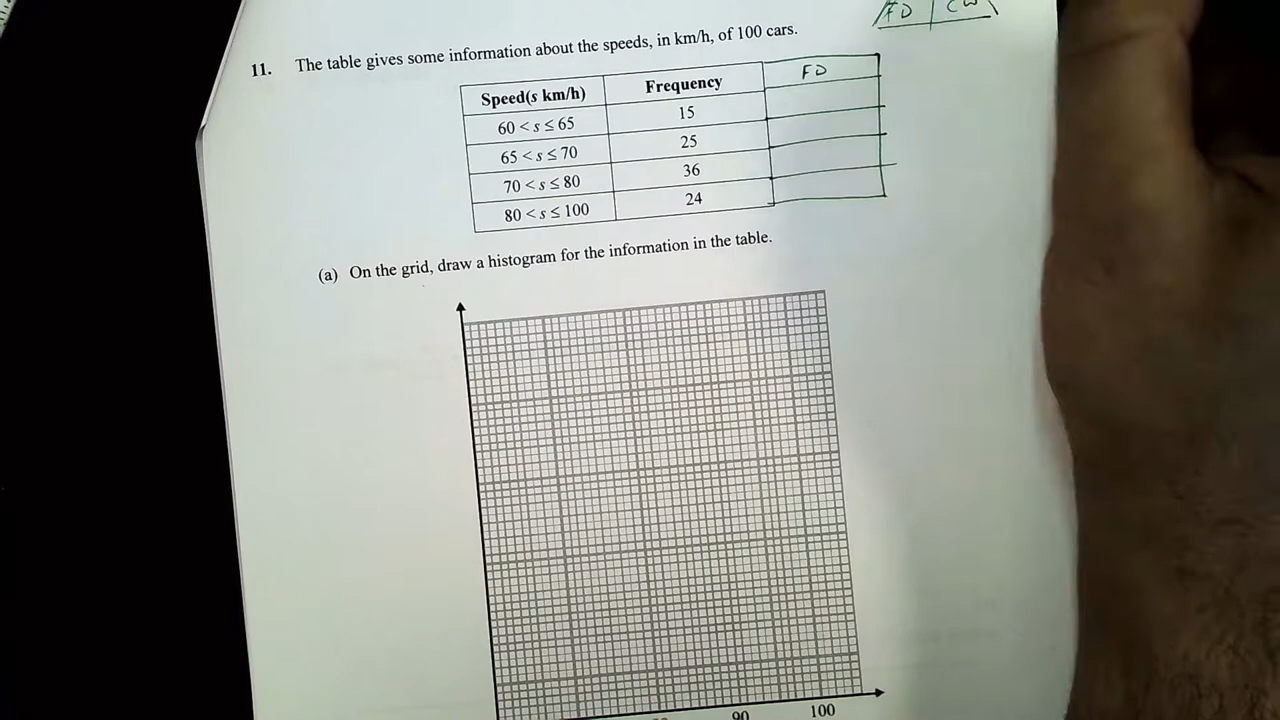 FD CW
11. The table gives some information about the speeds, in km/h, of 100 cars.
Speed(s km/h) Frequency FD
60 < s ≤ 65 15
65 < s ≤ 70 25
70 < s ≤ 80 36
80 < s ≤ 100 24
(a) On the grid, draw a histogram for the information in the table.
90 100